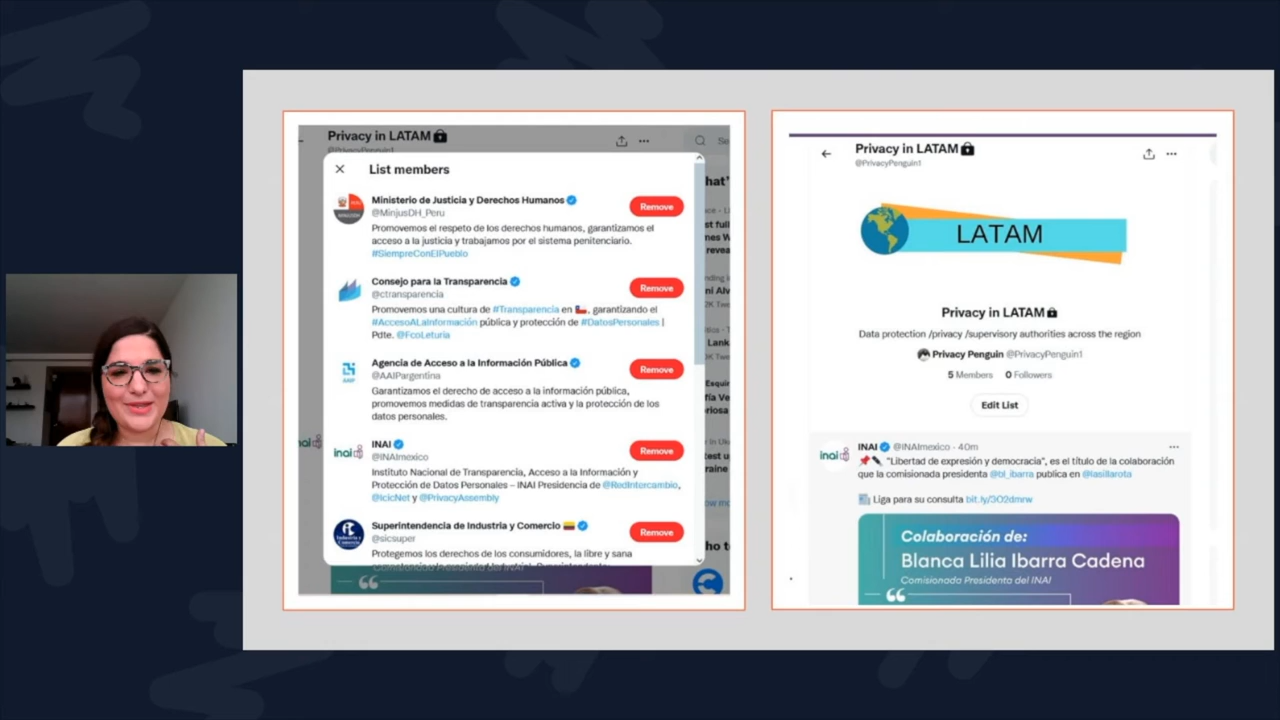 Privacy in LATAM
@PrivacyPenguin1
List members
Ministerio de Justicia y Derechos Humanos
@MinjusDH_Peru
Remove
Promovemos el respeto de los derechos humanos, garantizamos el
acceso a la justicia y trabajamos por el sistema penitenciario.
#SiempreConElPueblo
Consejo para la Transparencia
@ctransparencia
Remove
Promovemos una cultura de #Transparencia en 🇨🇱, garantizando el
#AccesoALaInformación pública y protección de #DatosPersonales |
Pdte. @FcoLeturia
Agencia de Acceso a la Información Pública
@AAIPargentina
Remove
Garantizamos el derecho de acceso a la información pública,
promovemos medidas de transparencia activa y la protección de los
datos personales.
inai
INAI
@INAImexico
Remove
Instituto Nacional de Transparencia, Acceso a la Información y
Protección de Datos Personales – INAI Presidencia de @RedIntercambio,
@IcicNet y @PrivacyAssembly
Superintendencia de Industria y Comercio 🇨🇴
@sicsuper
Remove
Protegemos los derechos de los consumidores, la libre y sana
Privacy in LATAM
@PrivacyPenguin1
LATAM
Privacy in LATAM
Data protection /privacy /supervisory authorities across the region
Privacy Penguin @PrivacyPenguin1
5 Members 0 Followers
Edit List
inai
INAI @INAImexico · 40m
📌✒️ "Libertad de expresión y democracia", es el título de la colaboración
que la comisionada presidenta @bl_ibarra publica en @lasillarota
Liga para su consulta bit.ly/3O2dmrw
Colaboración de:
Blanca Lilia Ibarra Cadena
Comisionada Presidenta del INAI